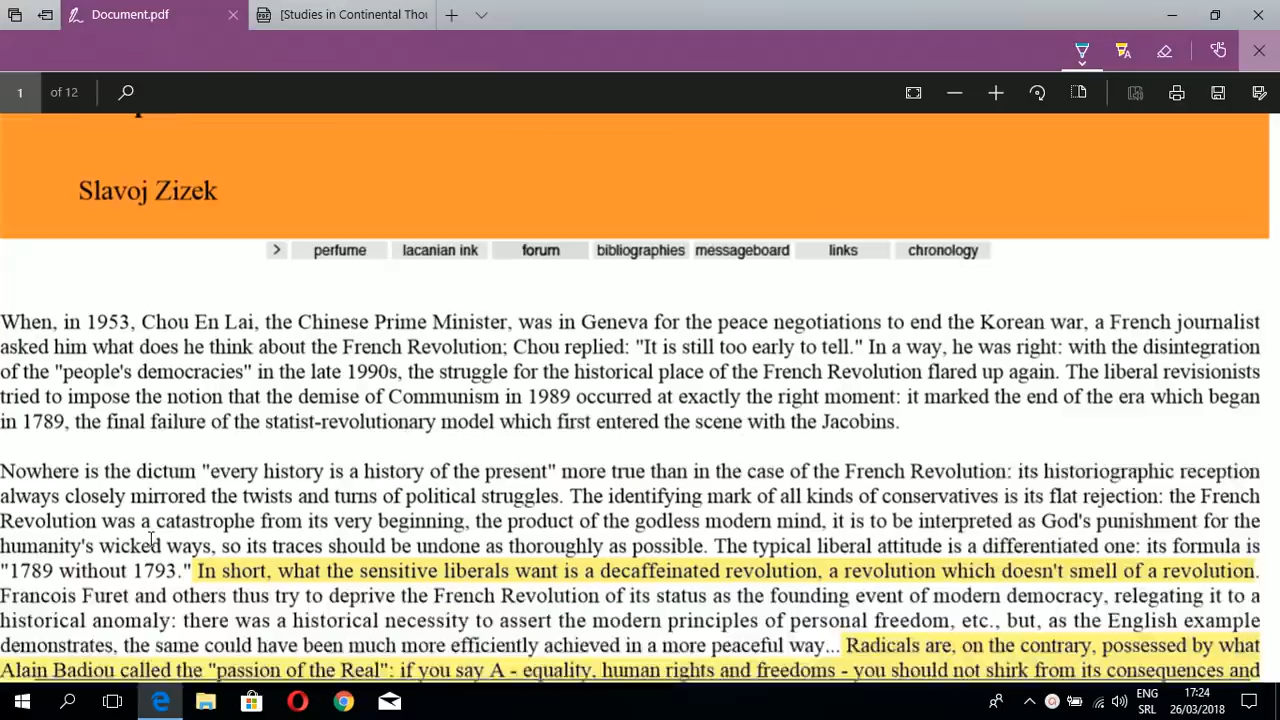 Document.pdf
[Studies in Continental Thou
1 of 12
Slavoj Zizek
> perfume lacanian ink forum bibliographies messageboard links chronology
When, in 1953, Chou En Lai, the Chinese Prime Minister, was in Geneva for the peace negotiations to end the Korean war, a French journalist
asked him what does he think about the French Revolution; Chou replied: "It is still too early to tell." In a way, he was right: with the disintegration
of the "people's democracies" in the late 1990s, the struggle for the historical place of the French Revolution flared up again. The liberal revisionists
tried to impose the notion that the demise of Communism in 1989 occurred at exactly the right moment: it marked the end of the era which began
in 1789, the final failure of the statist-revolutionary model which first entered the scene with the Jacobins.
Nowhere is the dictum "every history is a history of the present" more true than in the case of the French Revolution: its historiographic reception
always closely mirrored the twists and turns of political struggles. The identifying mark of all kinds of conservatives is its flat rejection: the French
Revolution was a catastrophe from its very beginning, the product of the godless modern mind, it is to be interpreted as God's punishment for the
humanity's wicked ways, so its traces should be undone as thoroughly as possible. The typical liberal attitude is a differentiated one: its formula is
"1789 without 1793." In short, what the sensitive liberals want is a decaffeinated revolution, a revolution which doesn't smell of a revolution.
Francois Furet and others thus try to deprive the French Revolution of its status as the founding event of modern democracy, relegating it to a
historical anomaly: there was a historical necessity to assert the modern principles of personal freedom, etc., but, as the English example
demonstrates, the same could have been much more efficiently achieved in a more peaceful way... Radicals are, on the contrary, possessed by what
Alain Badiou called the "passion of the Real": if you say A - equality, human rights and freedoms - you should not shirk from its consequences and
ENG 17:24
SRL 26/03/2018